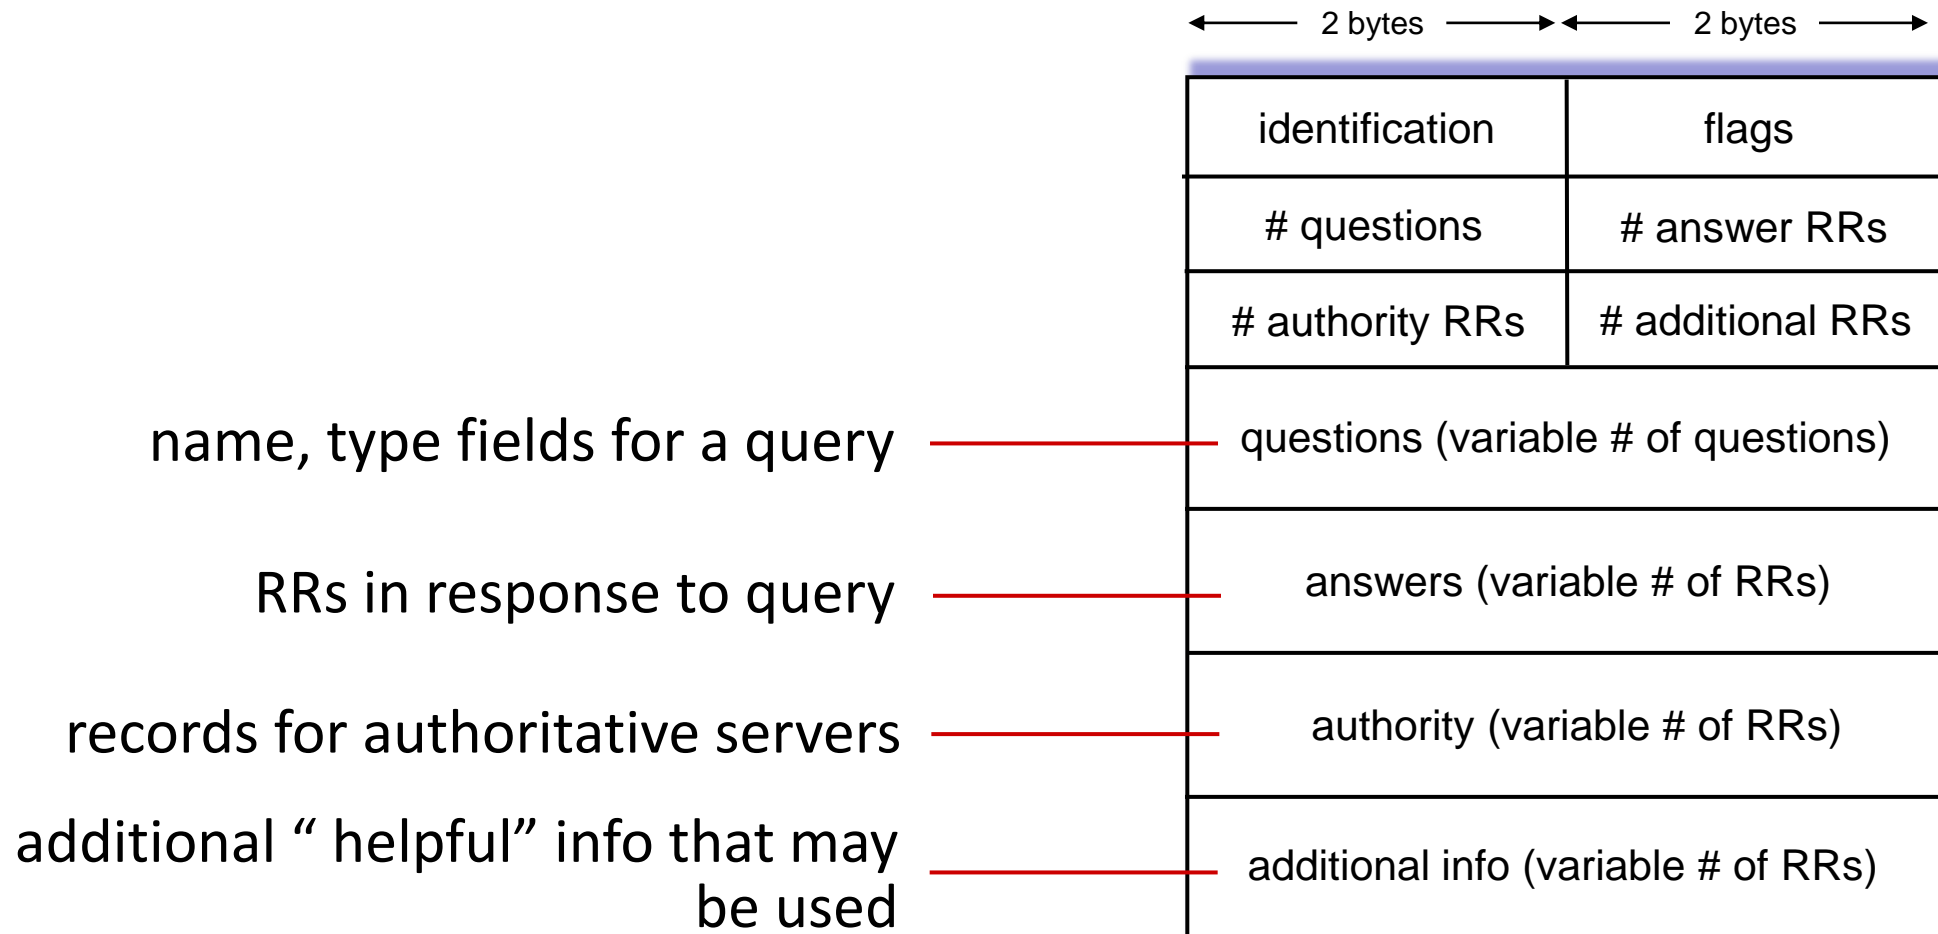 2 bytes 2 bytes
identification flags
# questions # answer RRs
# authority RRs # additional RRs
name, type fields for a query questions (variable # of questions)
RRs in response to query answers (variable # of RRs)
records for authoritative servers authority (variable # of RRs)
additional “ helpful” info that may
be used
additional info (variable # of RRs)